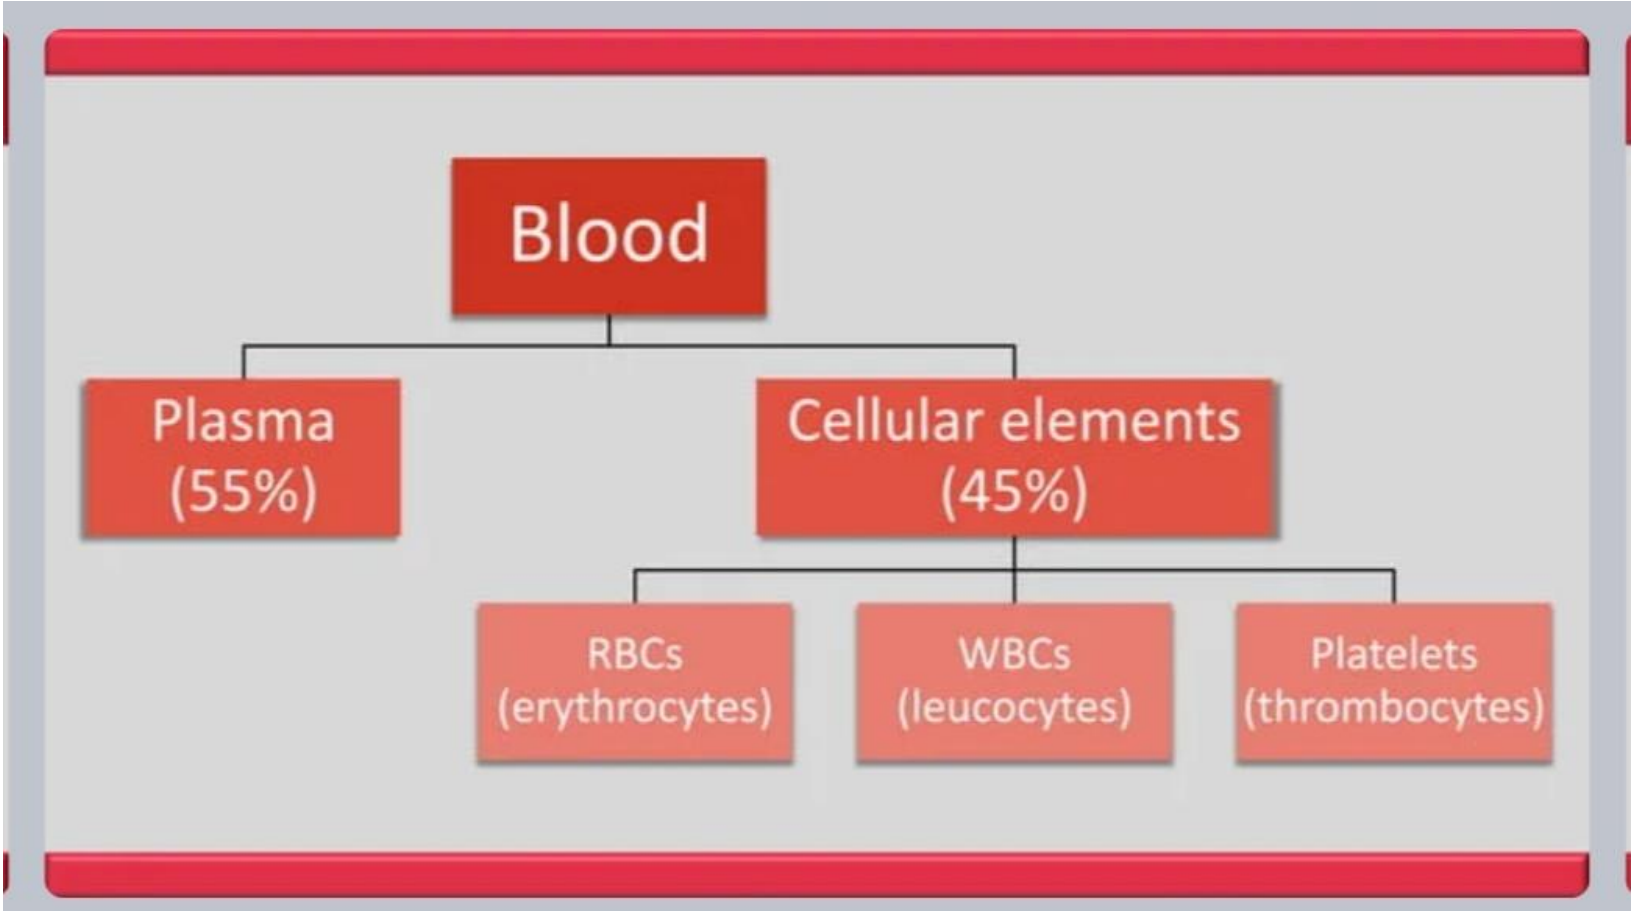 Blood
Plasma
(55%)
Cellular elements
(45%)
RBCs
(erythrocytes)
WBCs
(leucocytes)
Platelets
(thrombocytes)